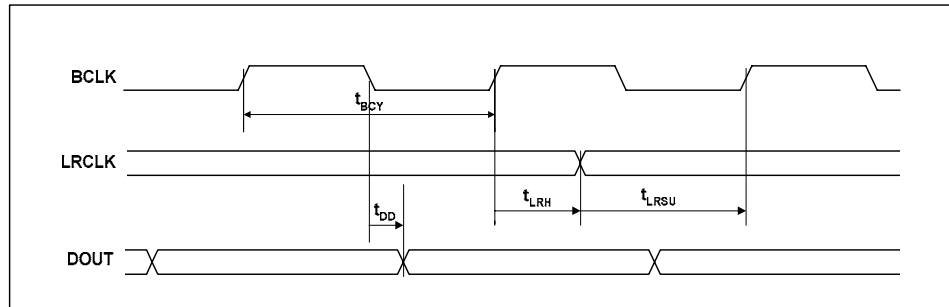 BCLK
tBCY
LRCLK
tLRH
tLRSU
tDD
DOUT